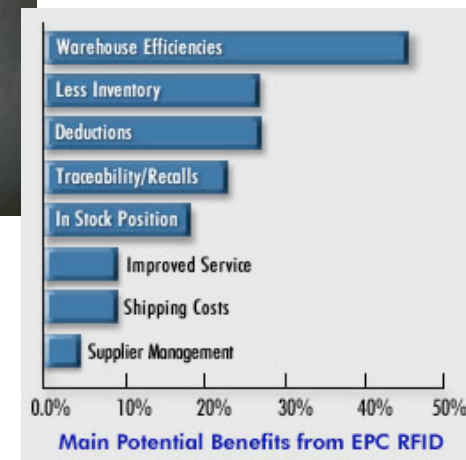 Warehouse Efficiencies
Less Inventory
Deductions
Traceability/Recalls
In Stock Position
Improved Service
Shipping Costs
Supplier Management
0.0% 10% 20% 30% 40% 50%
Main Potential Benefits from EPC RFID